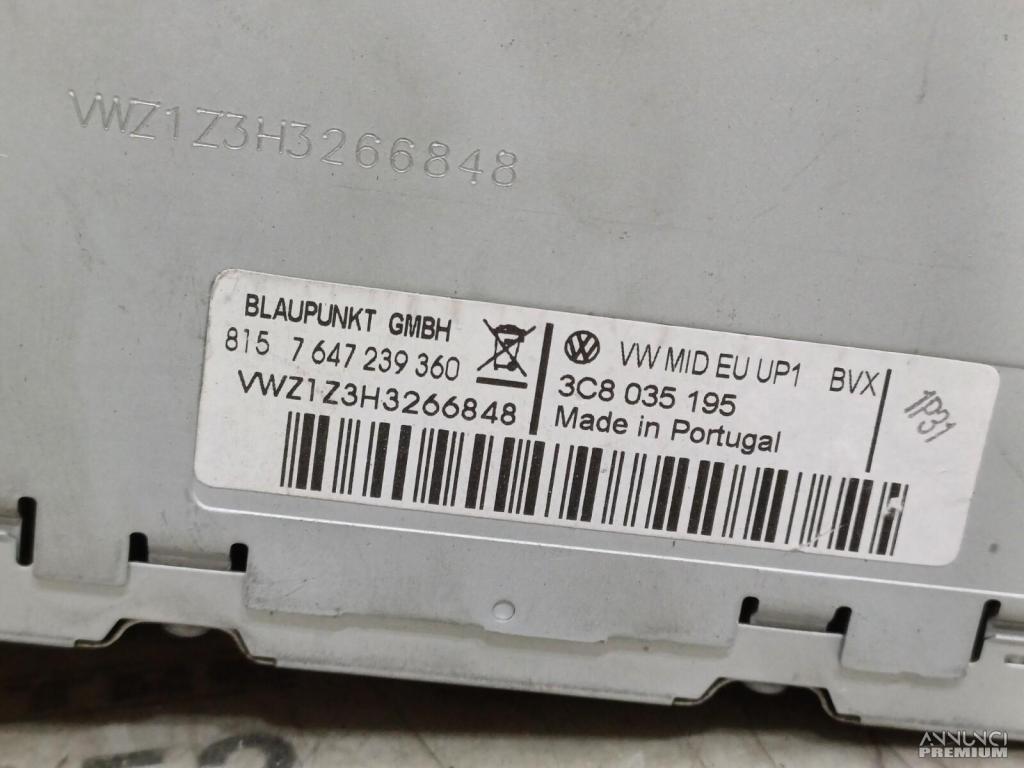 VWZ1Z3H3266848
BLAUPUNKT GMBH
815 7 647 239 360
VWZ1Z3H3266848
VW MID EU UP1 BVX
3C8 035 195
Made in Portugal
1P31
ANNUNCI
PREMIUM